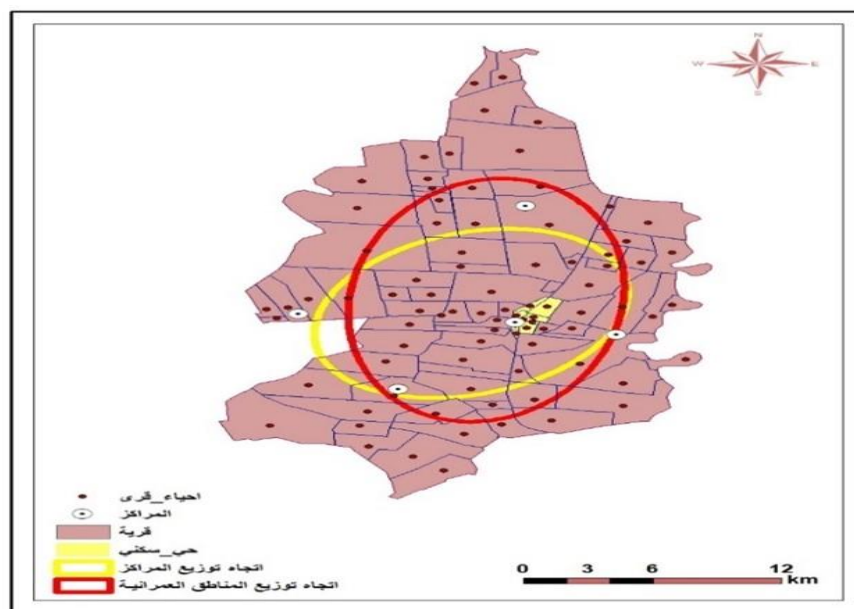 N
W E
S
احياء_قرى
المراكز
قرية
حي_سكني
اتجاه توزيع المراكز
اتجاه توزيع المناطق العمرانية
0 3 6 12
km